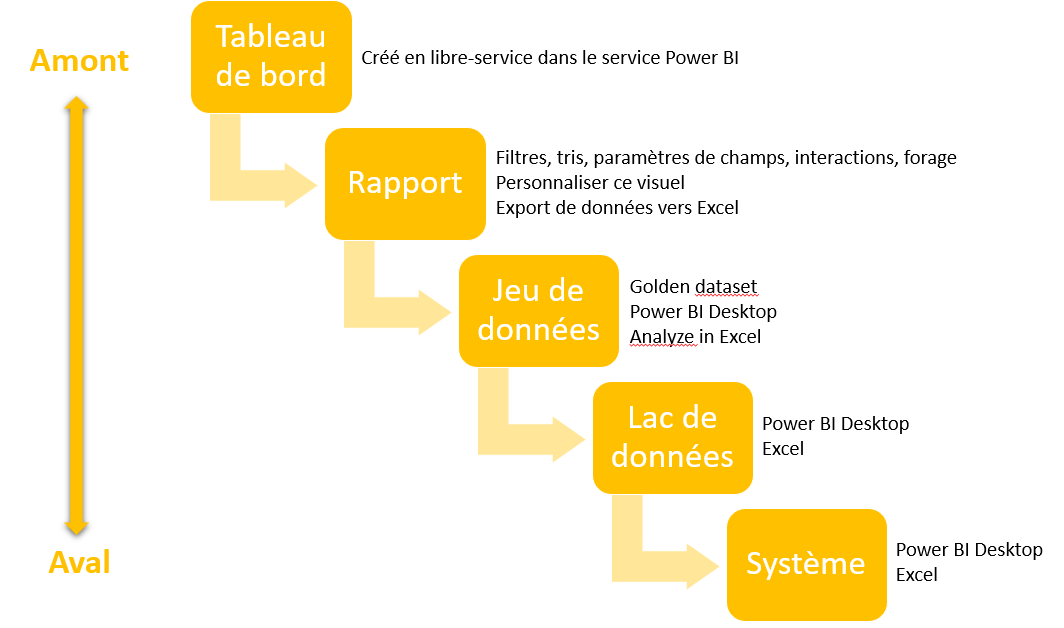 Amont
Tableau
de bord
Créé en libre-service dans le service Power BI
Rapport
Filtres, tris, paramètres de champs, interactions, forage
Personnaliser ce visuel
Export de données vers Excel
Jeu de
données
Golden dataset
Power BI Desktop
Analyze in Excel
Lac de
données
Power BI Desktop
Excel
Système
Power BI Desktop
Excel
Aval